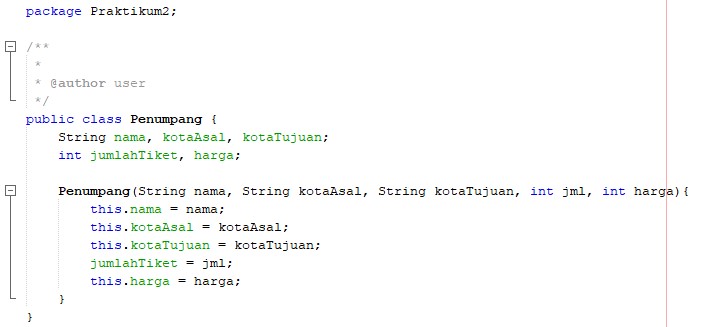 package Praktikum2;
/**
 *
 * @author user
 */
public class Penumpang {
    String nama, kotaAsal, kotaTujuan;
    int jumlahTiket, harga;
    Penumpang(String nama, String kotaAsal, String kotaTujuan, int jml, int harga){
        this.nama = nama;
        this.kotaAsal = kotaAsal;
        this.kotaTujuan = kotaTujuan;
        jumlahTiket = jml;
        this.harga = harga;
    }
}